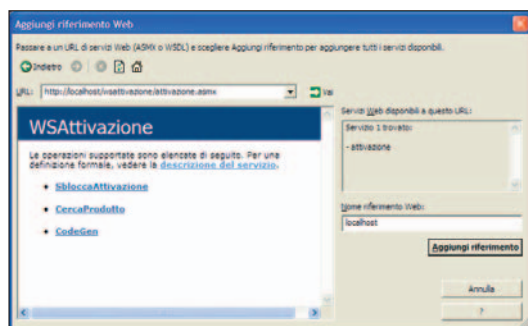 Aggiungi riferimento Web
Passare a un URL di servizi Web (ASMX o WSDL) e scegliere Aggiungi riferimento per aggiungere tutti i servizi disponibili.
Indietro
URL: http://localhost/wsattivazione/attivazione.asmx Vai
WSAttivazione
Le operazioni supportate sono elencate di seguito. Per una
definizione formale, vedere la descrizione del servizio.
SbloccaAttivazione
CercaProdotto
CodeGen
Servizi Web disponibili a questo URL:
Servizio 1 trovato:
- attivazione
Nome riferimento Web:
localhost
Aggiungi riferimento
Annulla
?